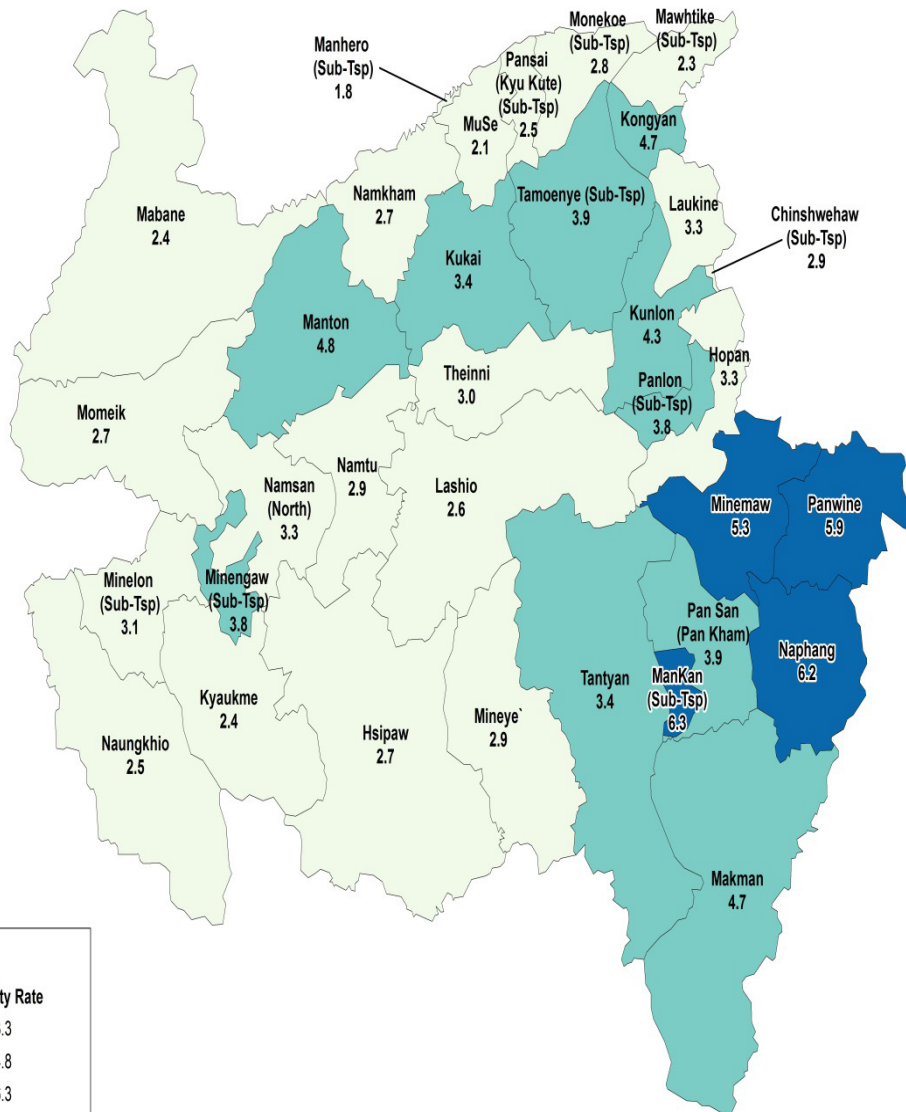 Monekoe
(Sub-Tsp)
2.8
Mawhtike
(Sub-Tsp)
2.3
Manhero
(Sub-Tsp)
1.8
Pansai
(Kyu Kute)
(Sub-Tsp)
2.5
MuSe
2.1
Kongyan
4.7
Namkham
2.7
Tamoenye (Sub-Tsp)
3.9
Laukine
3.3
Chinshwehaw
(Sub-Tsp)
2.9
Mabane
2.4
Kukai
3.4
Manton
4.8
Kunlon
4.3
Hopan
3.3
Theinni
3.0
Panlon
(Sub-Tsp)
3.8
Momeik
2.7
Namtu
2.9
Lashio
2.6
Namsan
(North)
3.3
Minemaw
5.3
Panwine
5.9
Minelon
(Sub-Tsp)
3.1
Minengaw
(Sub-Tsp)
3.8
Pan San
(Pan Kham)
3.9
Naphang
6.2
ManKan
(Sub-Tsp)
6.3
Tantyan
3.4
Kyaukme
2.4
Hsipaw
2.7
Mineye`
2.9
Naungkhio
2.5
Makman
4.7
Rate